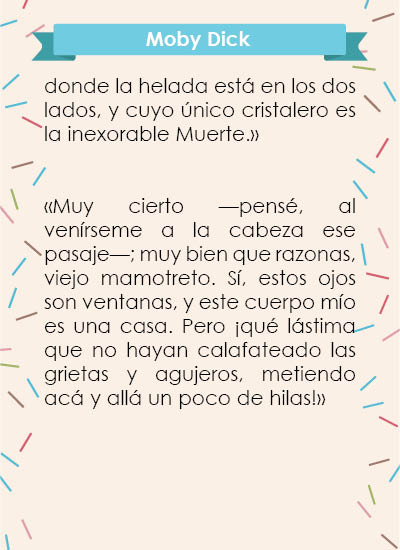 Moby Dick
donde la helada está en los dos
lados, y cuyo único cristalero es
la inexorable Muerte.»
«Muy cierto —pensé, al
venírseme a la cabeza ese
pasaje—; muy bien que razonas,
viejo mamotreto. Sí, estos ojos
son ventanas, y este cuerpo mío
es una casa. Pero ¡qué lástima
que no hayan calafateado las
grietas y agujeros, metiendo
acá y allá un poco de hilas!»